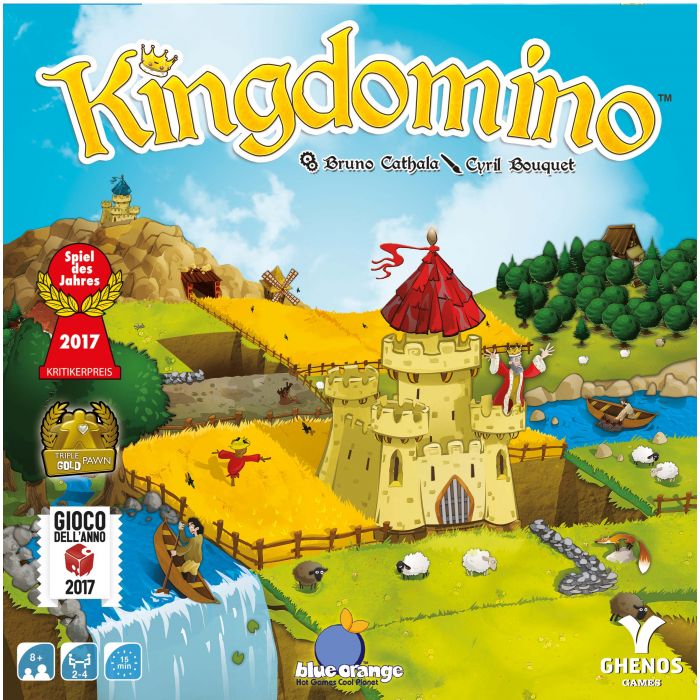 Kingdomino™
Bruno Cathala Cyril Bouquet
Spiel
des
Jahres
2017
KRITIKERPREIS
TRIPLE
GOLD PAWN
GIOCO
DELL'ANNO
2017
8+
2-4
15
min
blue orange
Hot Games Cool Planet
GHENOS
GAMES